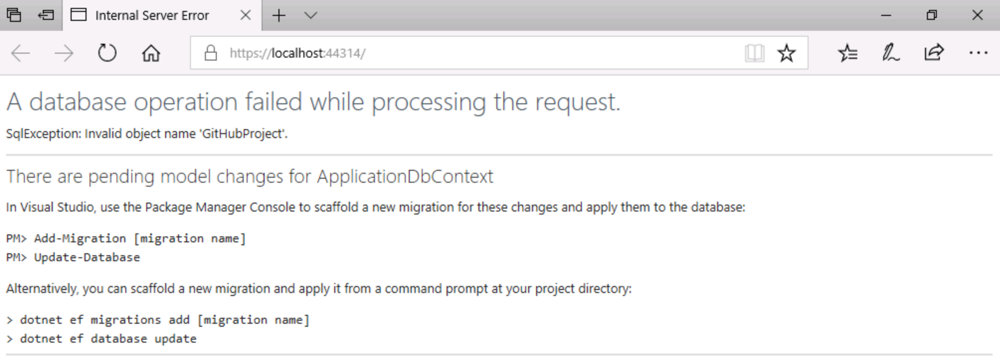 Internal Server Error
https://localhost:44314/
A database operation failed while processing the request.
SqlException: Invalid object name 'GitHubProject'.
There are pending model changes for ApplicationDbContext
In Visual Studio, use the Package Manager Console to scaffold a new migration for these changes and apply them to the database:
PM> Add-Migration [migration name]
PM> Update-Database
Alternatively, you can scaffold a new migration and apply it from a command prompt at your project directory:
> dotnet ef migrations add [migration name]
> dotnet ef database update